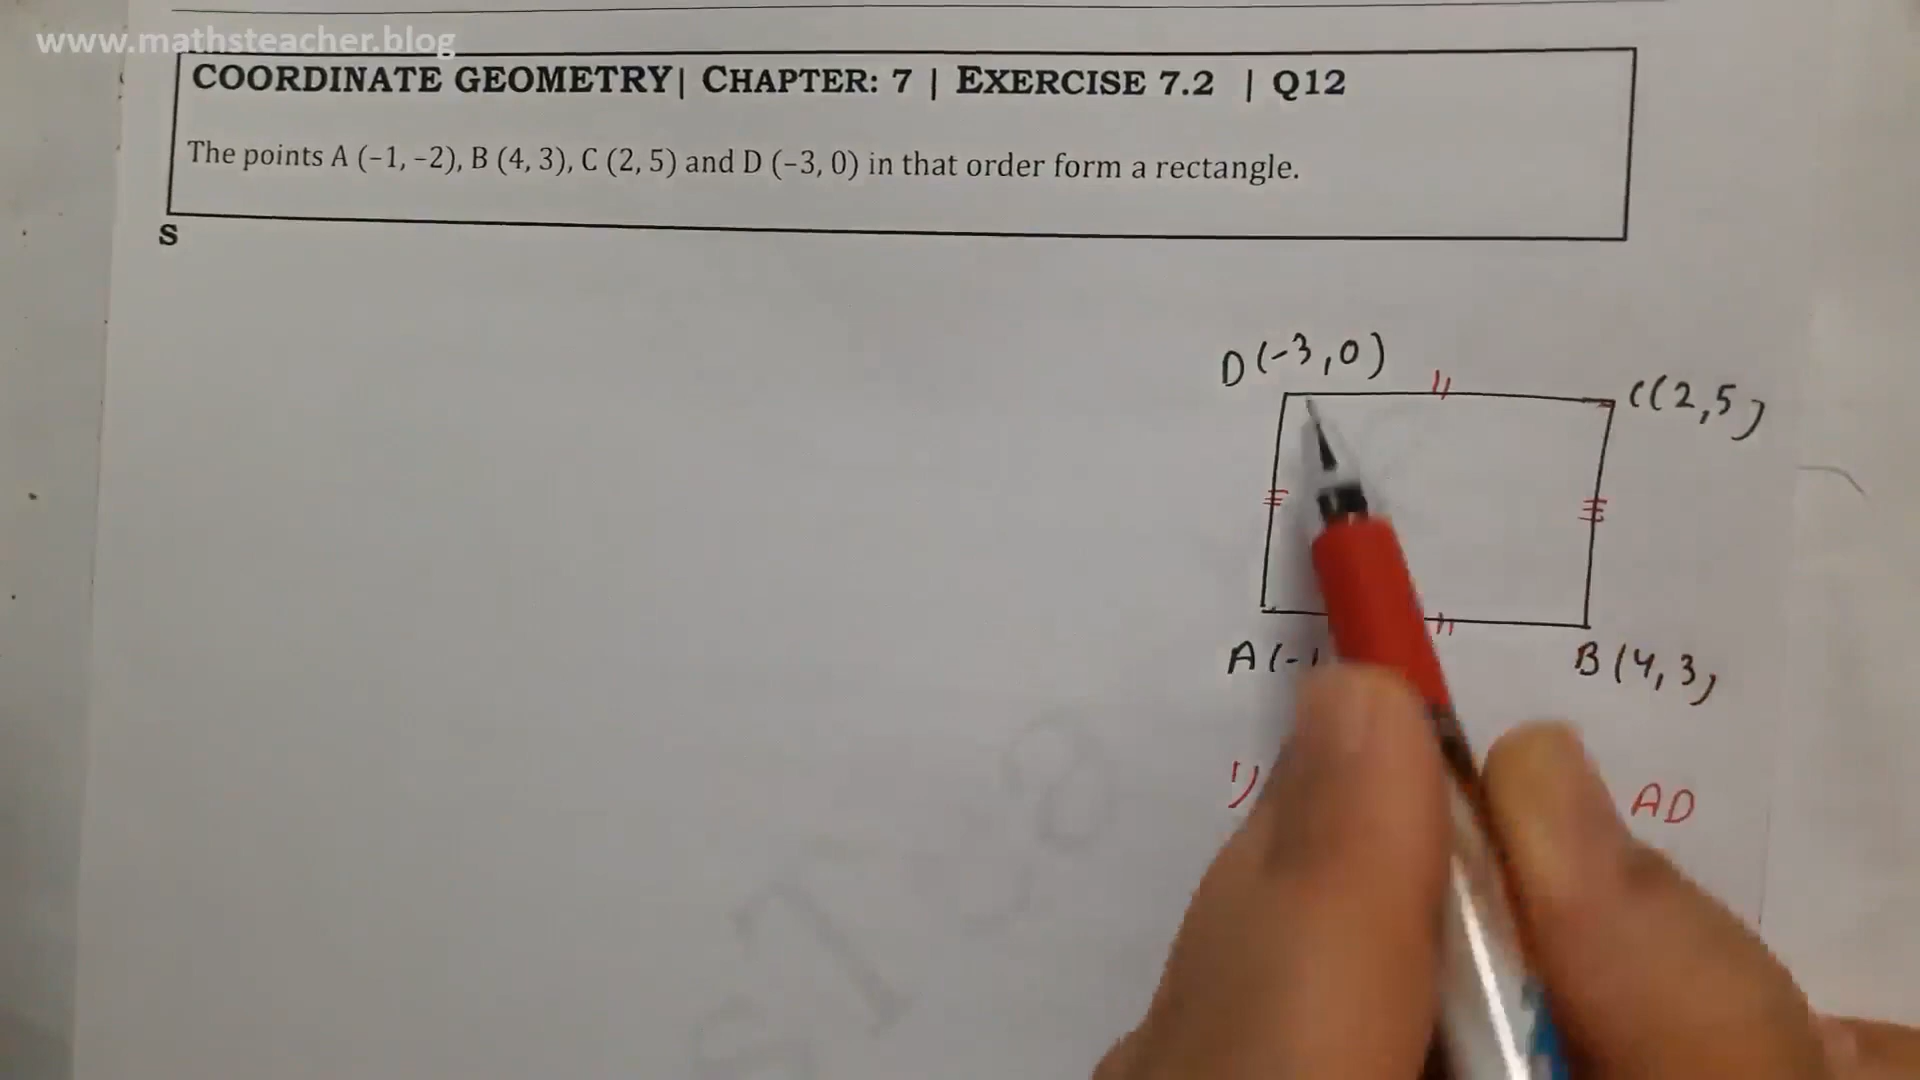 www.mathsteacher.blog
COORDINATE GEOMETRY| CHAPTER: 7 | EXERCISE 7.2 | Q12
The points A (−1, −2), B (4, 3), C (2, 5) and D (−3, 0) in that order form a rectangle.
S
D(-3,0)
C(2,5)
A(-1
B(4,3)
1)
AD